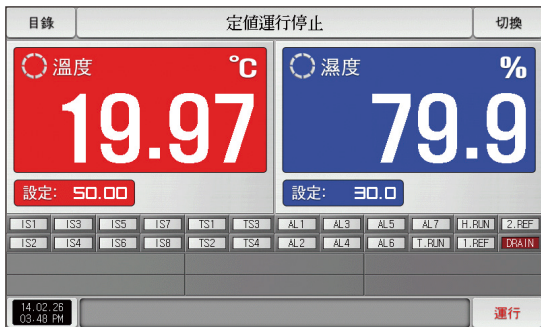 目錄 定値運行停止 切換
溫度 ℃ 濕度 %
19.97 79.9
設定: 50.00 設定: 30.0
IS1 IS3 IS5 IS7 TS1 TS3 AL1 AL3 AL5 AL7 H.RUN 2.REF
IS2 IS4 IS6 IS8 TS2 TS4 AL2 AL4 AL6 T.RUN 1.REF DRAIN
14.02.26
03:48 PM 運行